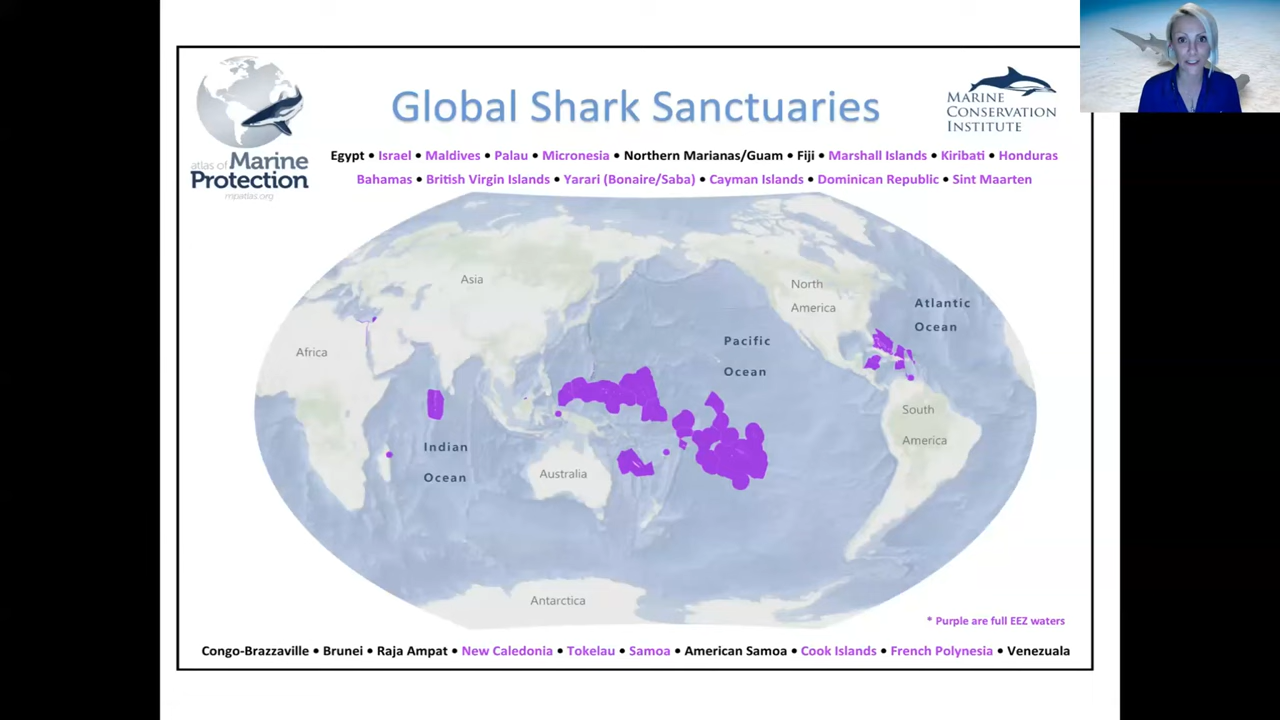 Global Shark Sanctuaries
atlas of
Marine
Protection
mpatlas.org
MARINE
CONSERVATION
INSTITUTE
Egypt • Israel • Maldives • Palau • Micronesia • Northern Marianas/Guam • Fiji • Marshall Islands • Kiribati • Honduras
Bahamas • British Virgin Islands • Yarari (Bonaire/Saba) • Cayman Islands • Dominican Republic • Sint Maarten
Asia
North
America
Atlantic
Ocean
Africa
Pacific
Ocean
South
America
Indian
Ocean
Australia
Antarctica
* Purple are full EEZ waters
Congo-Brazzaville • Brunei • Raja Ampat • New Caledonia • Tokelau • Samoa • American Samoa • Cook Islands • French Polynesia • Venezuala